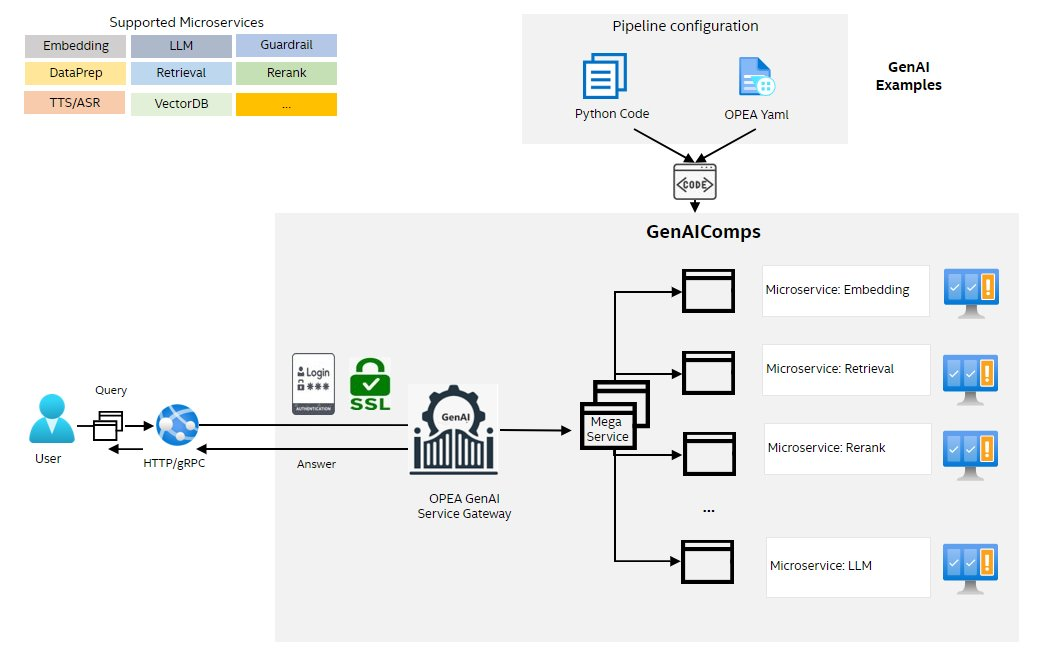 Supported Microservices
Embedding
LLM
Guardrail
DataPrep
Retrieval
Rerank
TTS/ASR
VectorDB
...
Pipeline configuration
Python Code
OPEA Yaml
GenAI
Examples
<CODE>
GenAIComps
Microservice: Embedding
Microservice: Retrieval
Microservice: Rerank
...
Microservice: LLM
Mega
Service
Login
***
AUTHENTICATION
SSL
GenAI
OPEA GenAI
Service Gateway
Query
User
HTTP/gRPC
Answer